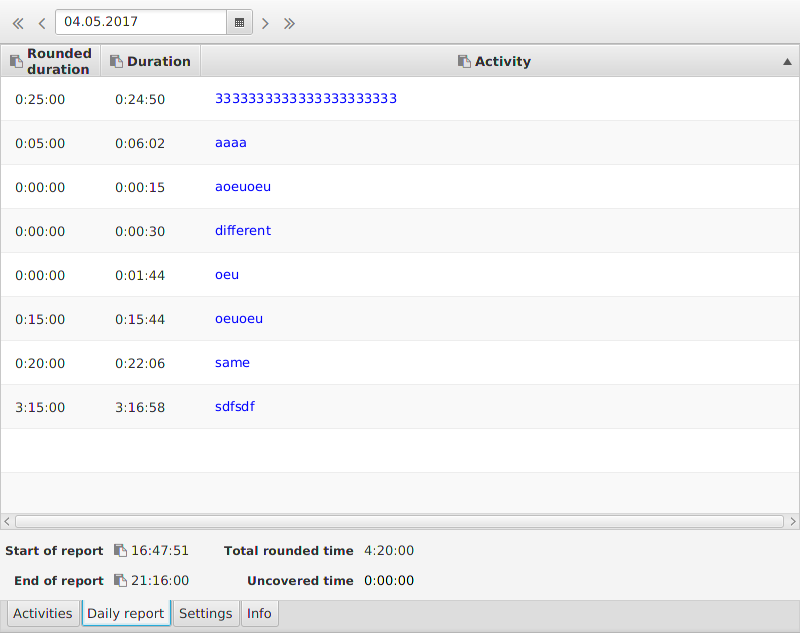 04.05.2017
Rounded duration Duration Activity
0:25:00 0:24:50 3333333333333333333333
0:05:00 0:06:02 aaaa
0:00:00 0:00:15 aoeuoeu
0:00:00 0:00:30 different
0:00:00 0:01:44 oeu
0:15:00 0:15:44 oeuoeu
0:20:00 0:22:06 same
3:15:00 3:16:58 sdfsdf
Start of report 16:47:51 Total rounded time 4:20:00
End of report 21:16:00 Uncovered time 0:00:00
Activities Daily report Settings Info